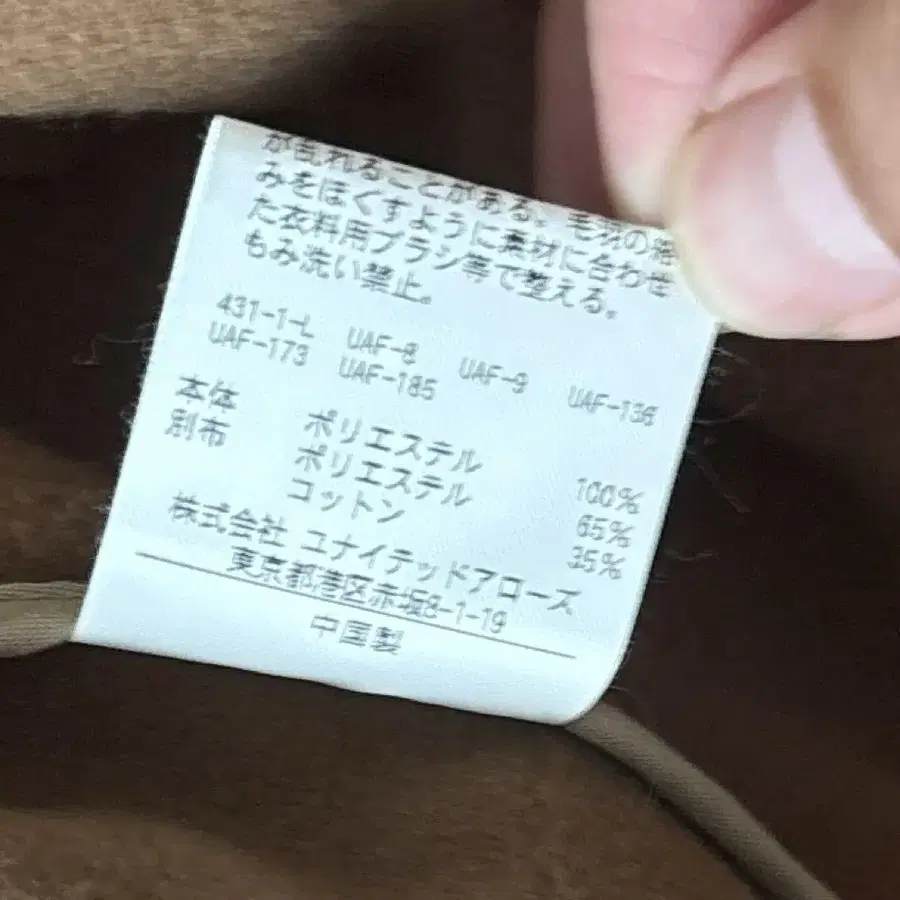 が乱れることがある、毛羽の絡
みをほぐすように素材に合わせ
た衣料用ブラシ等で整える。
もみ洗い禁止。
431-1-L UAF-8 UAF-9 UAF-136
UAF-173 UAF-185
本体 ポリエステル 100%
別布 ポリエステル 65%
コットン 35%
株式会社 ユナイテッドアローズ
東京都港区赤坂8-1-19
中国製